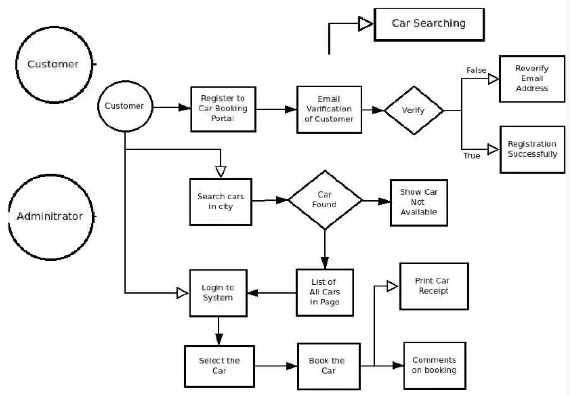 Car Searching
Customer
Customer
Register to
Car Booking
Portal
Email
Varification
of Customer
Verify
False
Reverify
Email
Address
True
Registration
Successfully
Adminitrator
Search cars
in city
Car
Found
Show Car
Not
Available
Login to
System
List of
All Cars
in Page
Print Car
Receipt
Select the
Car
Book the
Car
Comments
on booking